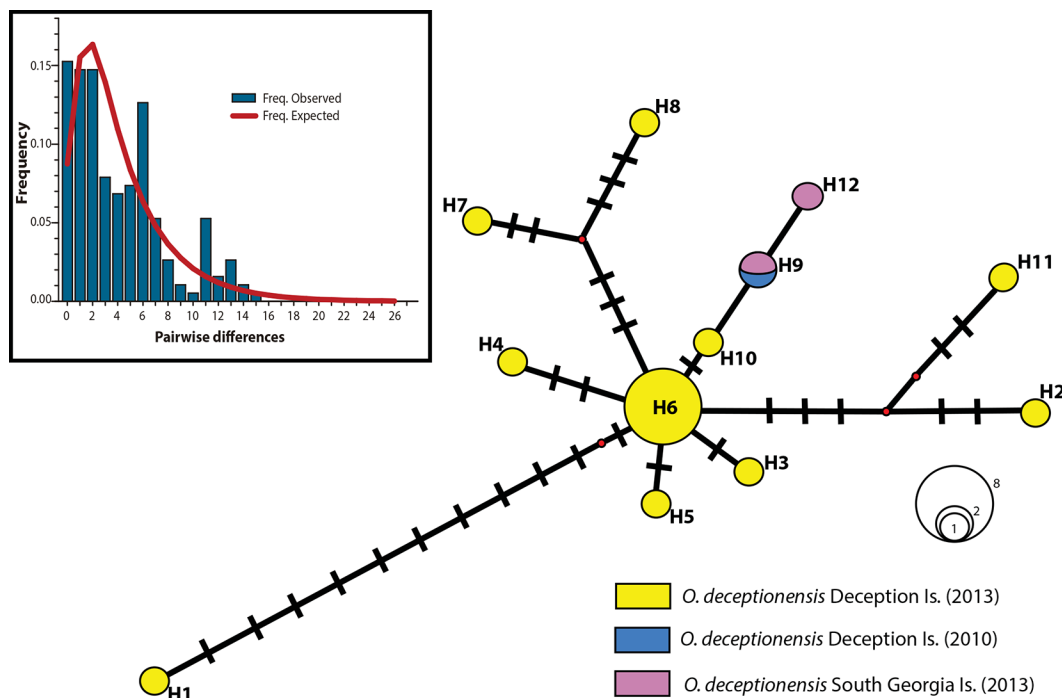 0.15
0.10
0.05
0.00
Frequency
Freq. Observed
Freq. Expected
0 2 4 6 8 10 12 14 16 18 20 22 24 26
Pairwise differences
H8
H7
H12
H9
H11
H10
H4
H6
H2
H3
H5
H1
8
2
1
O. deceptionensis Deception Is. (2013)
O. deceptionensis Deception Is. (2010)
O. deceptionensis South Georgia Is. (2013)